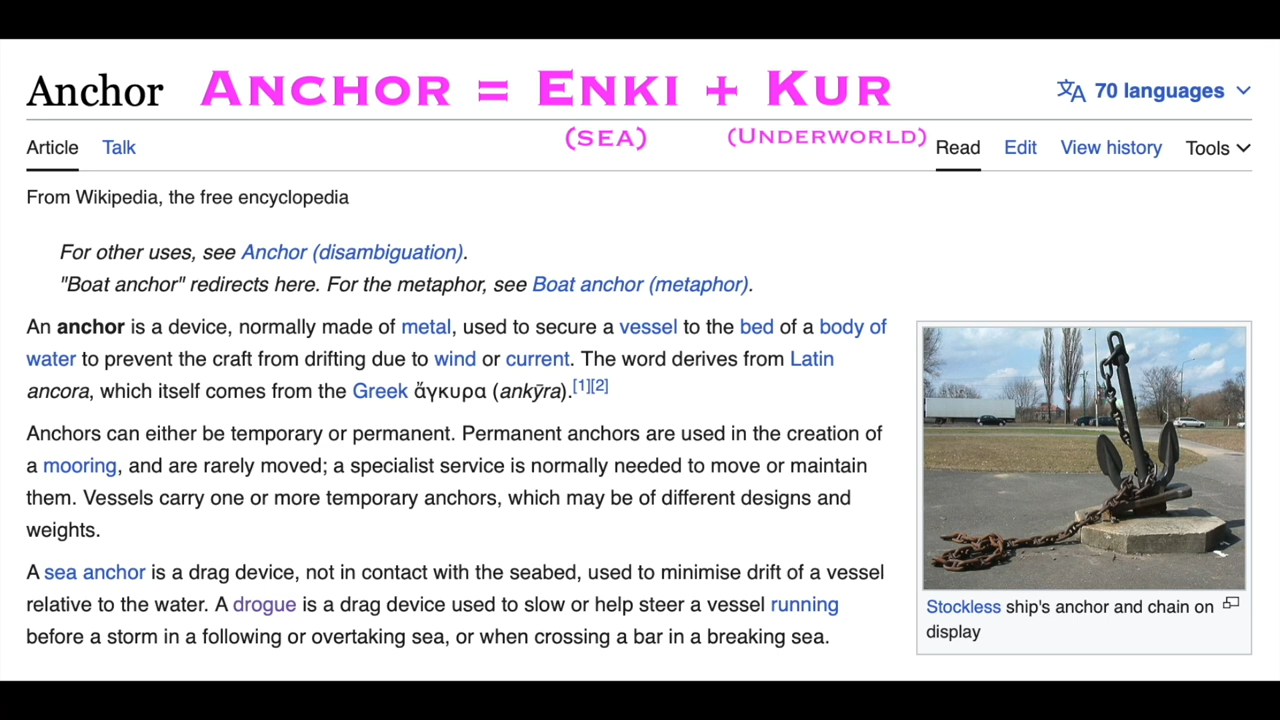 Anchor ANCHOR = ENKI + KUR 70 languages
(SEA) (UNDERWORLD)
Article Talk Read Edit View history Tools
From Wikipedia, the free encyclopedia
For other uses, see Anchor (disambiguation).
"Boat anchor" redirects here. For the metaphor, see Boat anchor (metaphor).
An anchor is a device, normally made of metal, used to secure a vessel to the bed of a body of
water to prevent the craft from drifting due to wind or current. The word derives from Latin
ancora, which itself comes from the Greek ἄγκυρα (ankȳra).[1][2]
Anchors can either be temporary or permanent. Permanent anchors are used in the creation of
a mooring, and are rarely moved; a specialist service is normally needed to move or maintain
them. Vessels carry one or more temporary anchors, which may be of different designs and
weights.
A sea anchor is a drag device, not in contact with the seabed, used to minimise drift of a vessel
relative to the water. A drogue is a drag device used to slow or help steer a vessel running
before a storm in a following or overtaking sea, or when crossing a bar in a breaking sea.
Stockless ship's anchor and chain on
display